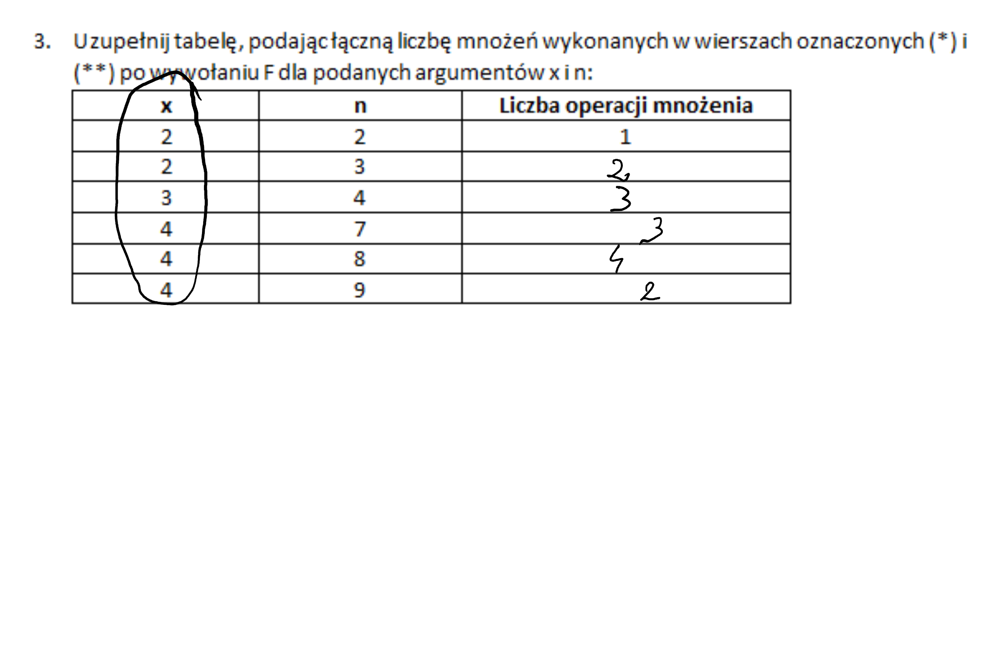 3. Uzupełnij tabelę, podając łączną liczbę mnożeń wykonanych w wierszach oznaczonych (*) i
(**) po wywołaniu F dla podanych argumentów x i n:
x n Liczba operacji mnożenia
2 2 1
2 3 2
3 4 3
4 7 3
4 8 4
4 9 2